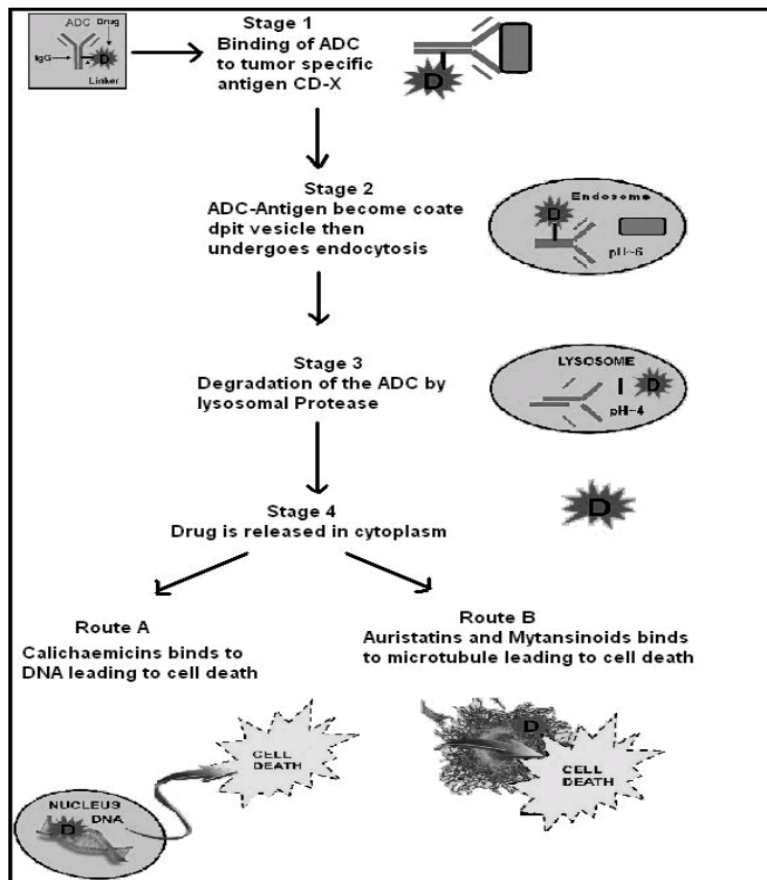 ADC Drug
IgG
D
Linker
Stage 1
Binding of ADC
to tumor specific
antigen CD-X
D
Stage 2
ADC-Antigen become coate
dpit vesicle then
undergoes endocytosis
Endosome
D
pH~6
Stage 3
Degradation of the ADC by
lysosomal Protease
LYSOSOME
D
pH~4
Stage 4
Drug is released in cytoplasm
D
Route A
Calichaemicins binds to
DNA leading to cell death
Route B
Auristatins and Mytansinoids binds
to microtubule leading to cell death
CELL
DEATH
NUCLEUS
DNA
D
D
CELL
DEATH